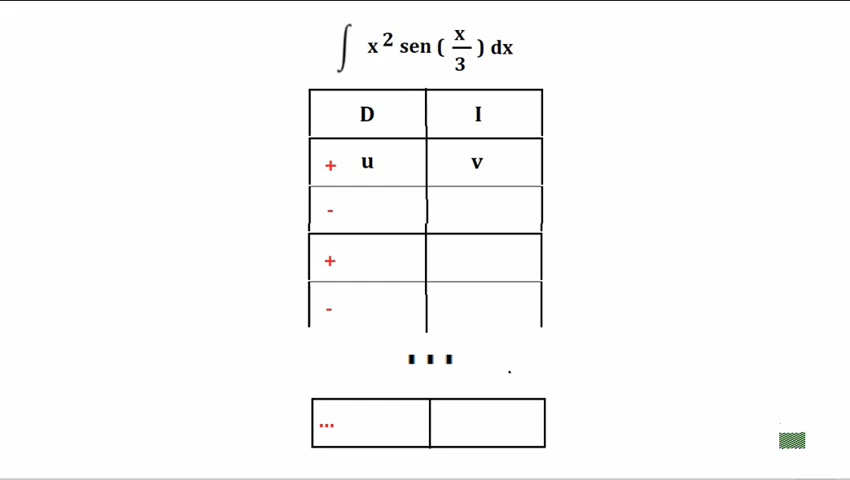 ∫ x² sen ( x/3 ) dx
D I
+ u v
-
+
-
...
...